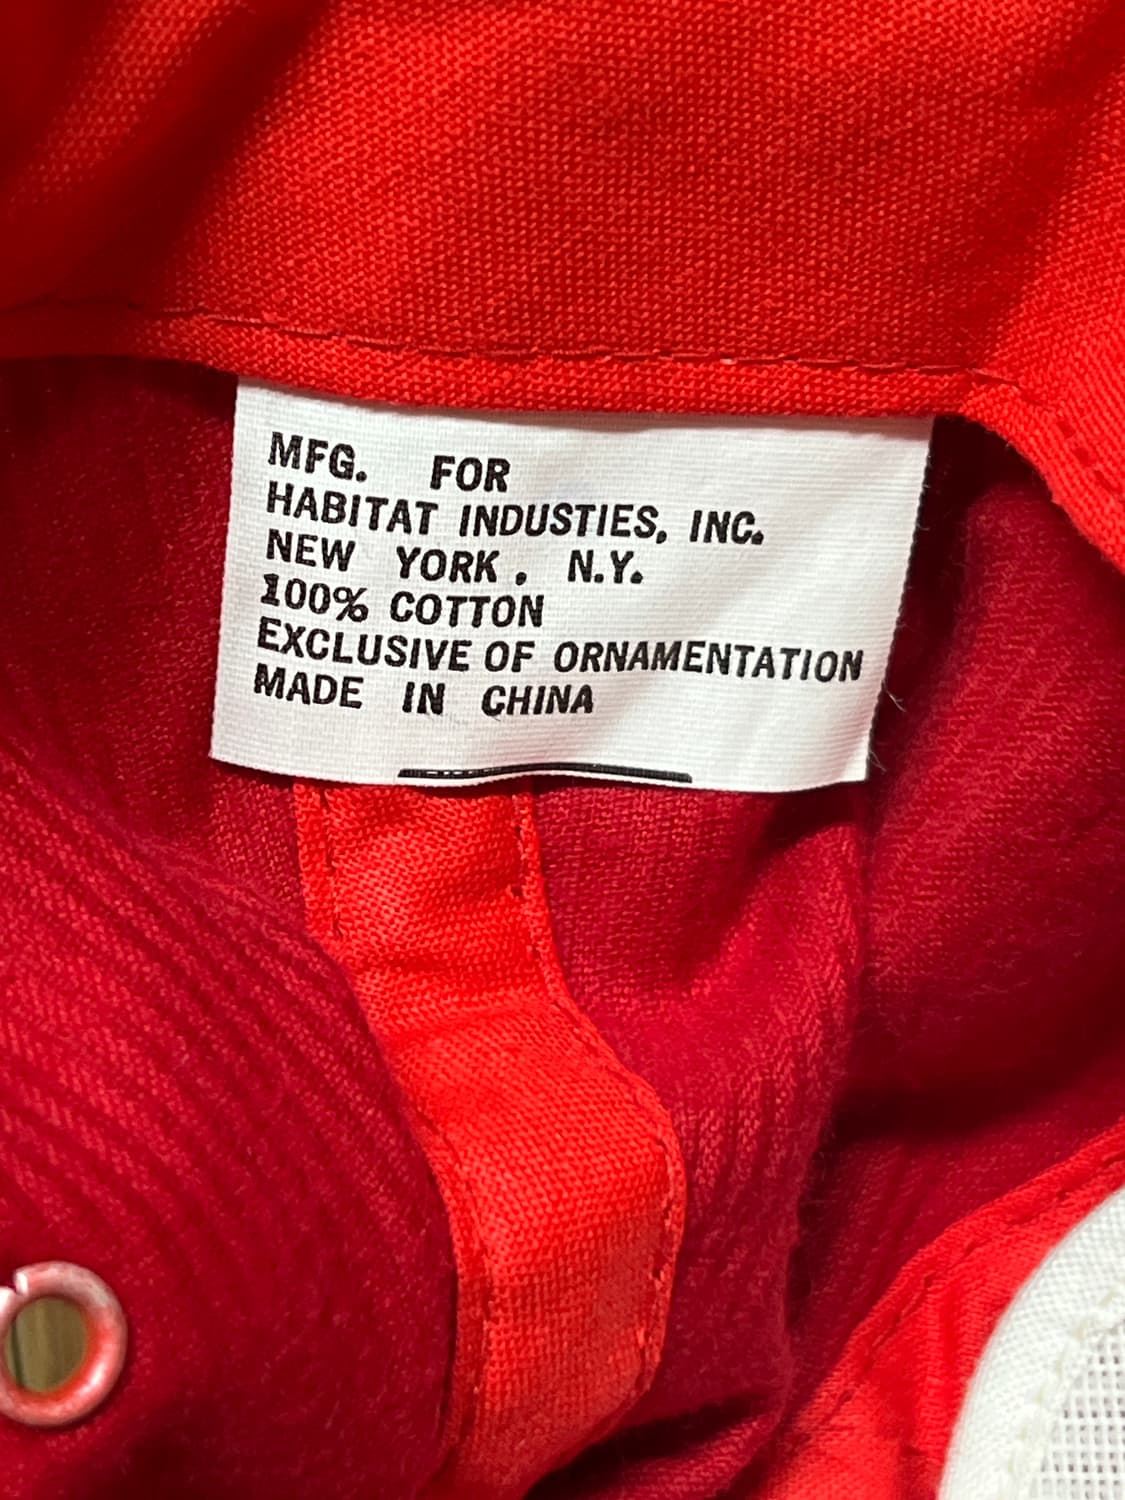 MFG. FOR
HABITAT INDUSTIES, INC.
NEW YORK. N.Y.
100% COTTON
EXCLUSIVE OF ORNAMENTATION
MADE IN CHINA